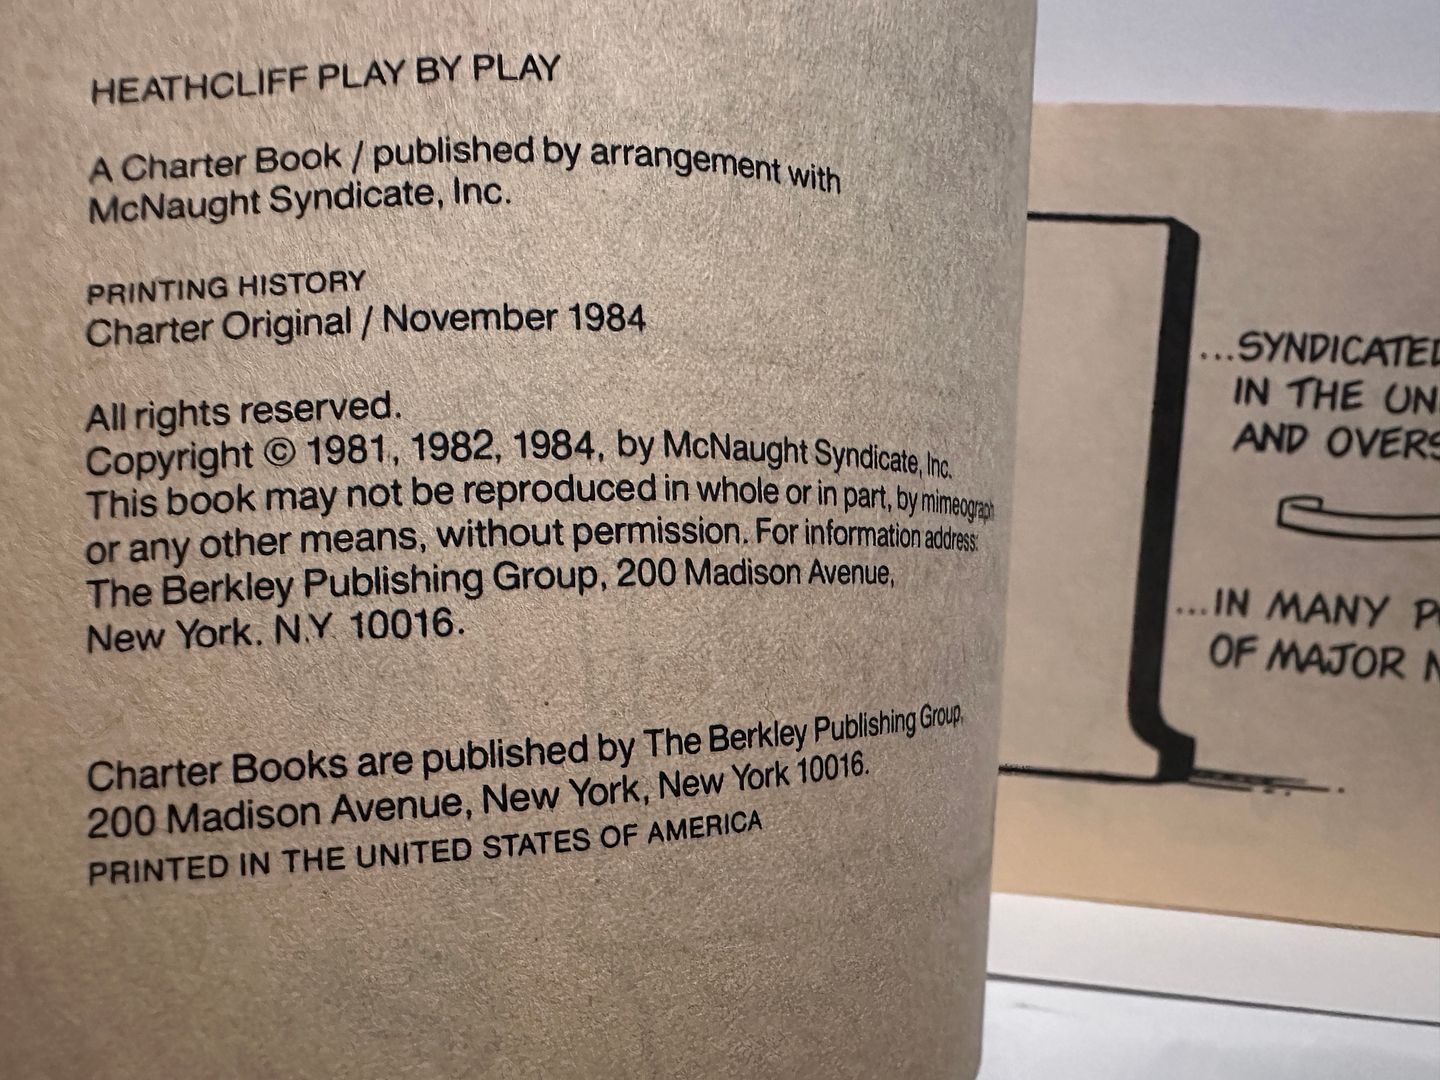 HEATHCLIFF PLAY BY PLAY
A Charter Book / published by arrangement with
McNaught Syndicate, Inc.
PRINTING HISTORY
Charter Original / November 1984
All rights reserved.
Copyright © 1981, 1982, 1984, by McNaught Syndicate, Inc.
This book may not be reproduced in whole or in part, by mimeograph
or any other means, without permission. For information address:
The Berkley Publishing Group, 200 Madison Avenue,
New York. N.Y 10016.
Charter Books are published by The Berkley Publishing Group,
200 Madison Avenue, New York, New York 10016.
PRINTED IN THE UNITED STATES OF AMERICA
...SYNDICATED
IN THE UN
AND OVERS
...IN MANY
OF MAJOR